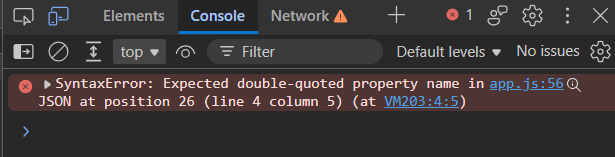 Elements Console Network 1
top Filter Default levels No issues
SyntaxError: Expected double-quoted property name in app.js:56
JSON at position 26 (line 4 column 5) (at VM203:4:5)